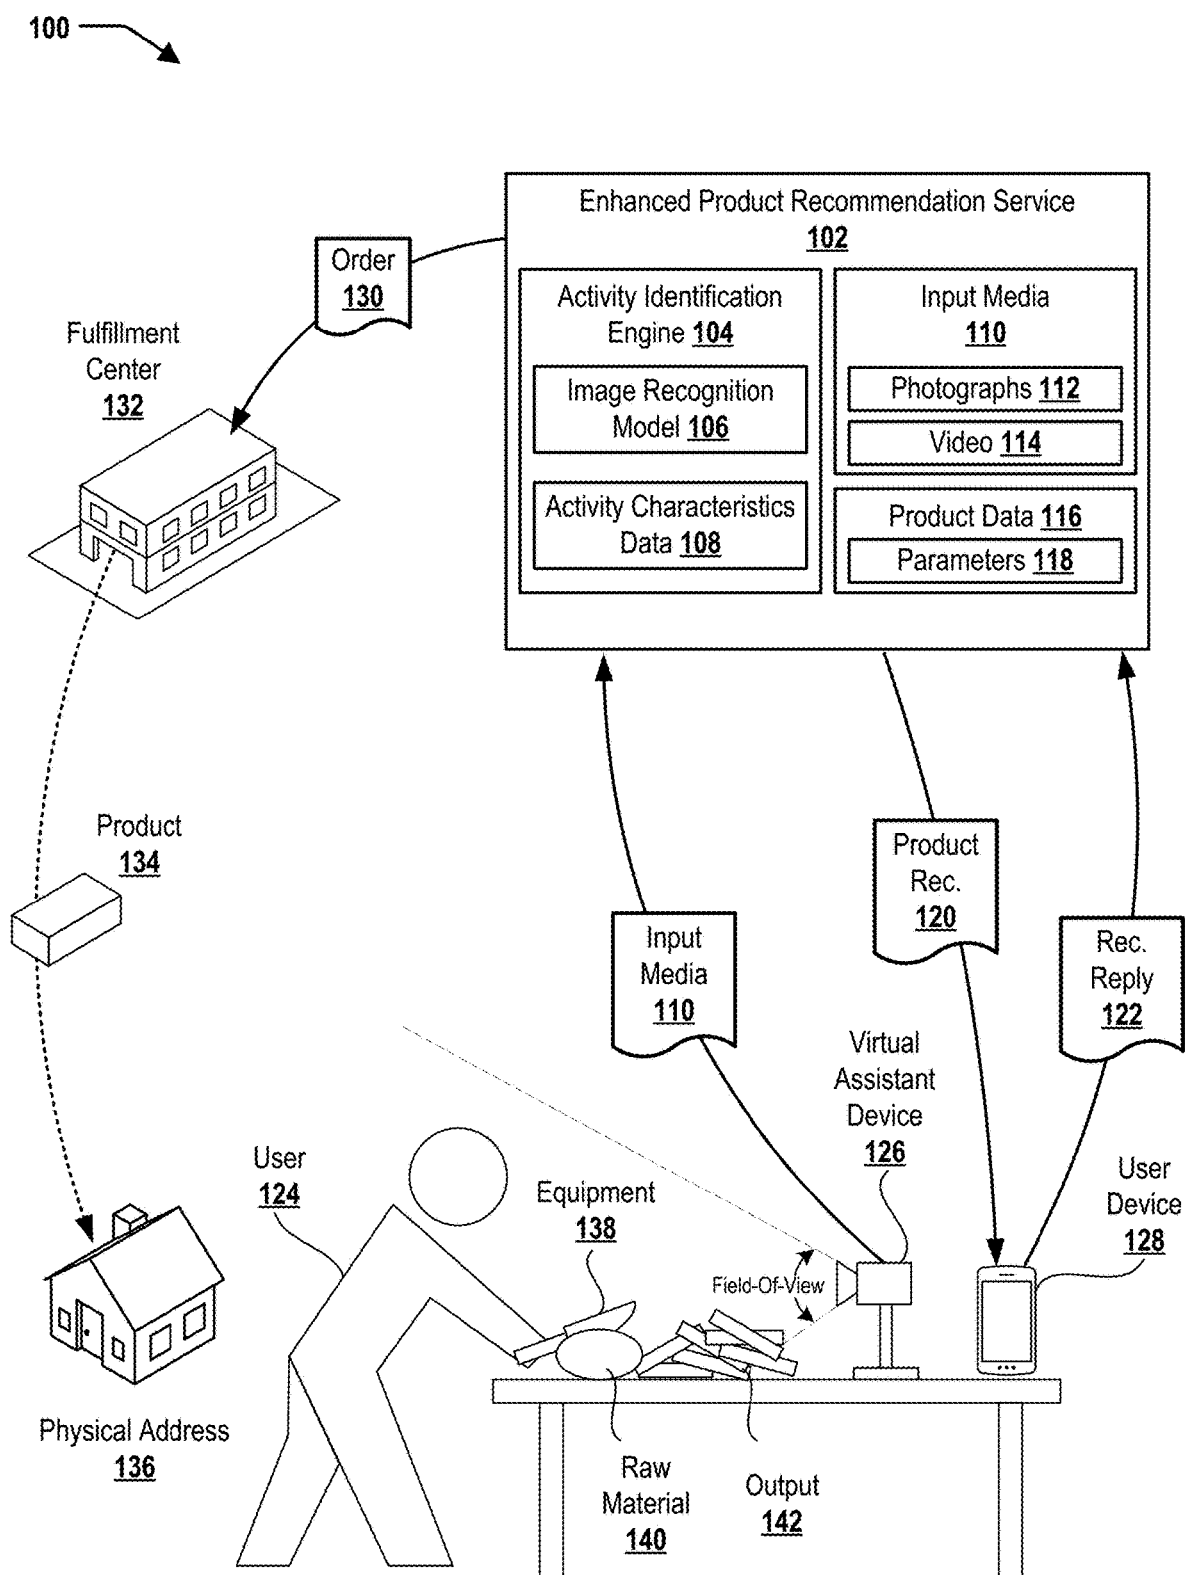 100
Enhanced Product Recommendation Service
102
Order
130
Activity Identification
Engine 104
Image Recognition
Model 106
Activity Characteristics
Data 108
Input Media
110
Photographs 112
Video 114
Product Data 116
Parameters 118
Fulfillment
Center
132
Product
134
Product
Rec.
120
Input
Media
110
Rec.
Reply
122
Virtual
Assistant
Device
126
User
124
Equipment
138
User
Device
128
Field-Of-View
Physical Address
136
Raw
Material
140
Output
142